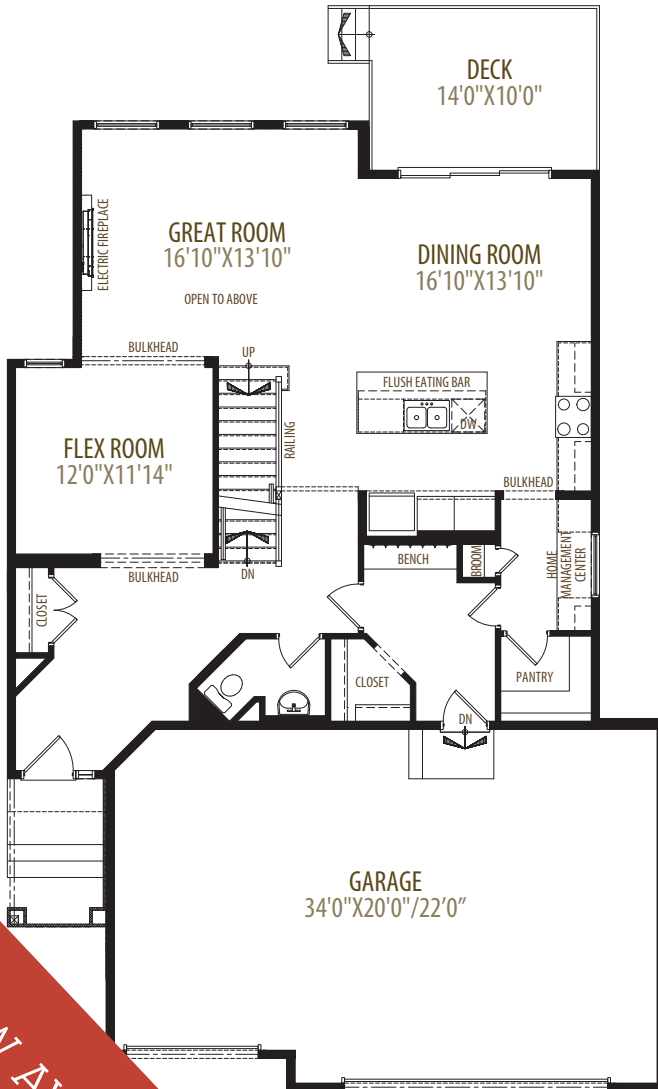 DECK
14'0"X10'0"
GREAT ROOM
16'10"X13'10"
OPEN TO ABOVE
ELECTRIC FIREPLACE
DINING ROOM
16'10"X13'10"
BULKHEAD
UP
FLUSH EATING BAR
DW
RAILING
FLEX ROOM
12'0"X11'14"
BULKHEAD
BENCH
BROOM
HOME
MANAGEMENT
CENTER
DN
BULKHEAD
CLOSET
CLOSET
PANTRY
DN
GARAGE
34'0"X20'0"/22'0"